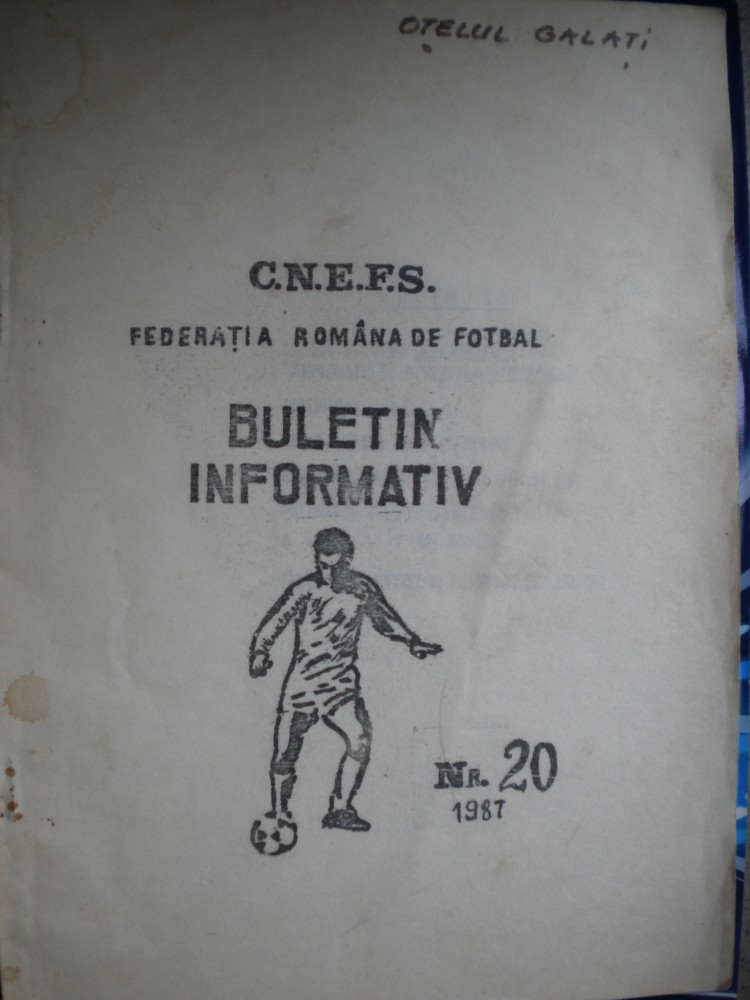 OȚELUL GALAȚI
C.N.E.F.S.
FEDERAȚIA ROMÂNA DE FOTBAL
BULETIN
INFORMATIV
NR. 20
1987